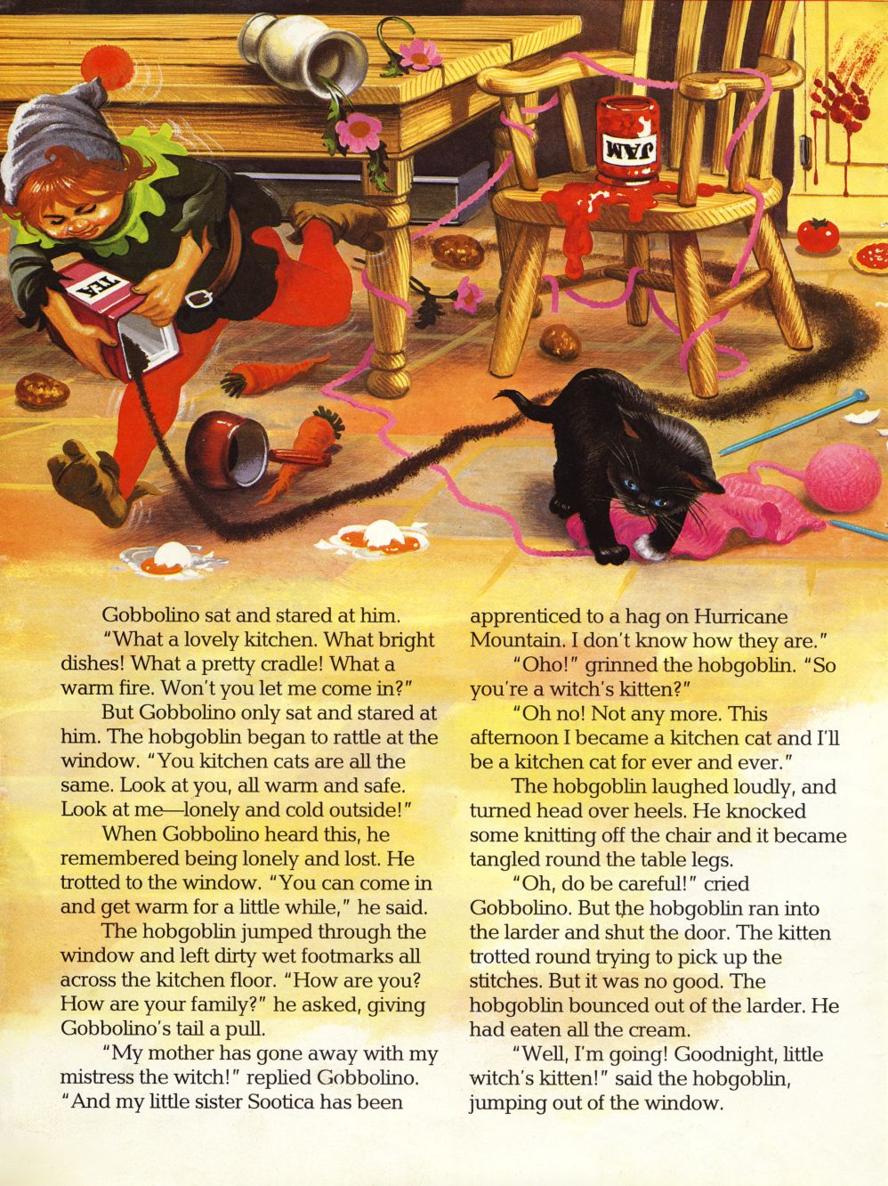 TEA
JAM
Gobbolino sat and stared at him.
“What a lovely kitchen. What bright
dishes! What a pretty cradle! What a
warm fire. Won’t you let me come in?”
But Gobbolino only sat and stared at
him. The hobgoblin began to rattle at the
window. “You kitchen cats are all the
same. Look at you, all warm and safe.
Look at me—lonely and cold outside!”
When Gobbolino heard this, he
remembered being lonely and lost. He
trotted to the window. “You can come in
and get warm for a little while,” he said.
The hobgoblin jumped through the
window and left dirty wet footmarks all
across the kitchen floor. “How are you?
How are your family?” he asked, giving
Gobbolino’s tail a pull.
“My mother has gone away with my
mistress the witch!” replied Gobbolino.
“And my little sister Sootica has been
apprenticed to a hag on Hurricane
Mountain. I don’t know how they are.”
“Oho!” grinned the hobgoblin. “So
you’re a witch’s kitten?”
“Oh no! Not any more. This
afternoon I became a kitchen cat and I’ll
be a kitchen cat for ever and ever.”
The hobgoblin laughed loudly, and
turned head over heels. He knocked
some knitting off the chair and it became
tangled round the table legs.
“Oh, do be careful!” cried
Gobbolino. But the hobgoblin ran into
the larder and shut the door. The kitten
trotted round trying to pick up the
stitches. But it was no good. The
hobgoblin bounced out of the larder. He
had eaten all the cream.
“Well, I’m going! Goodnight, little
witch’s kitten!” said the hobgoblin,
jumping out of the window.